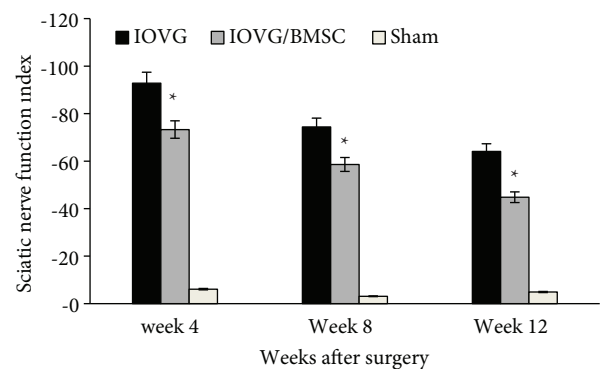 -120
IOVG IOVG/BMSC Sham
-100
*
-80
*
-60
*
-40
-20
-0
Sciatic nerve function index
week 4 Week 8 Week 12
Weeks after surgery